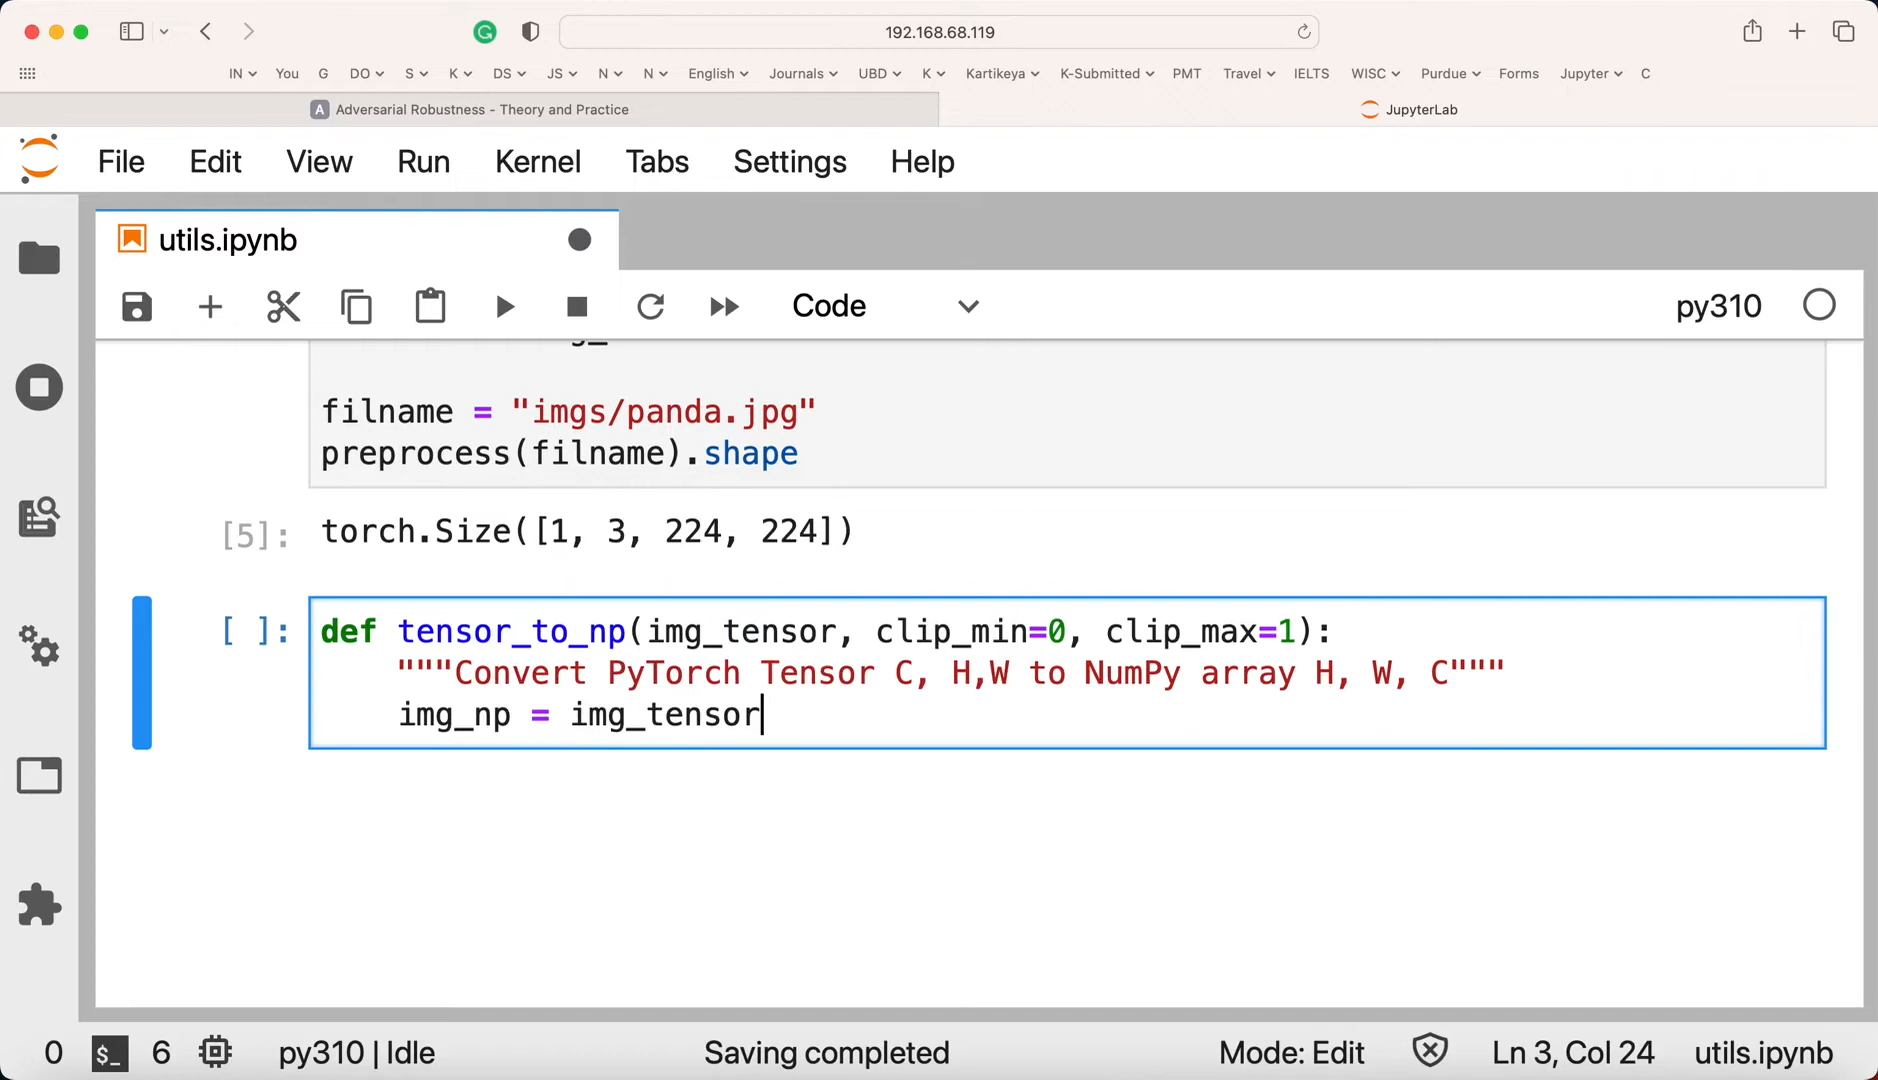 192.168.68.119
IN You G DO S K DS JS N N English Journals UBD K Kartikeya K-Submitted PMT Travel IELTS WISC Purdue Forms Jupyter C
A Adversarial Robustness - Theory and Practice
JupyterLab
File Edit View Run Kernel Tabs Settings Help
utils.ipynb
Code
py310
filname = "imgs/panda.jpg"
preprocess(filname).shape
[5]: torch.Size([1, 3, 224, 224])
[ ]: def tensor_to_np(img_tensor, clip_min=0, clip_max=1):
"""Convert PyTorch Tensor C, H,W to NumPy array H, W, C"""
img_np = img_tensor
0 $_ 6 py310 | Idle Saving completed Mode: Edit Ln 3, Col 24 utils.ipynb